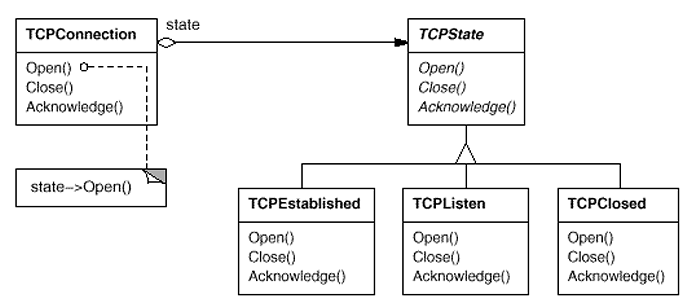 state
TCPConnection
Open()
Close()
Acknowledge()
TCPState
Open()
Close()
Acknowledge()
state->Open()
TCPEstablished
Open()
Close()
Acknowledge()
TCPListen
Open()
Close()
Acknowledge()
TCPClosed
Open()
Close()
Acknowledge()